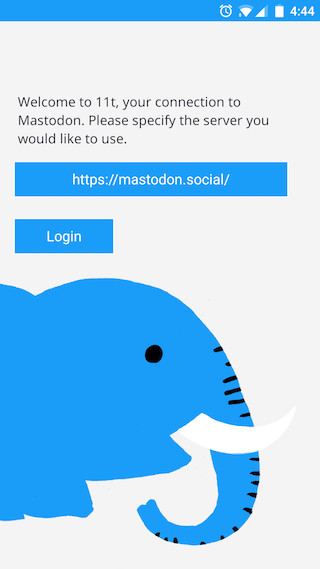 4:44
Welcome to 11t, your connection to
Mastodon. Please specify the server you
would like to use.
https://mastodon.social/
Login